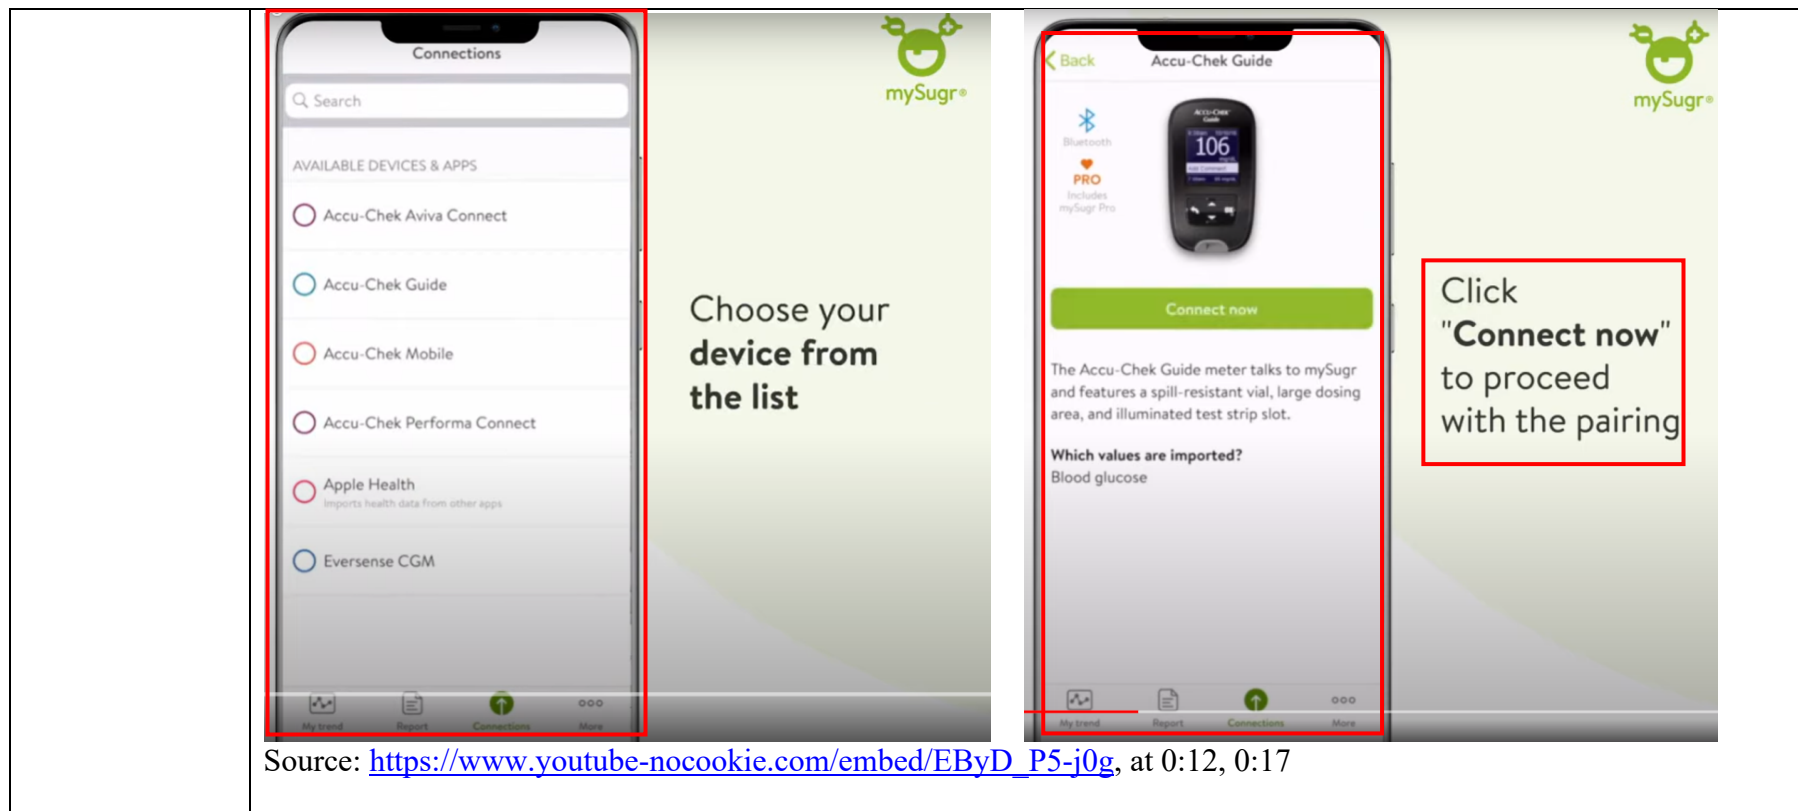 Connections
Search
AVAILABLE DEVICES & APPS
Accu-Chek Aviva Connect
Accu-Chek Guide
Accu-Chek Mobile
Accu-Chek Performa Connect
Apple Health
Imports health data from other apps
Eversense CGM
My trend Report Connections More
mySugr®
Choose your
device from
the list
Back Accu-Chek Guide
Bluetooth
PRO
Includes
mySugr Pro
ACCU-CHEK
Guide
106
mg/dL
Connect now
The Accu-Chek Guide meter talks to mySugr
and features a spill-resistant vial, large dosing
area, and illuminated test strip slot.
Which values are imported?
Blood glucose
My trend Report Connections More
mySugr®
Click
"Connect now"
to proceed
with the pairing
Source: https://www.youtube-nocookie.com/embed/EByD_P5-j0g, at 0:12, 0:17